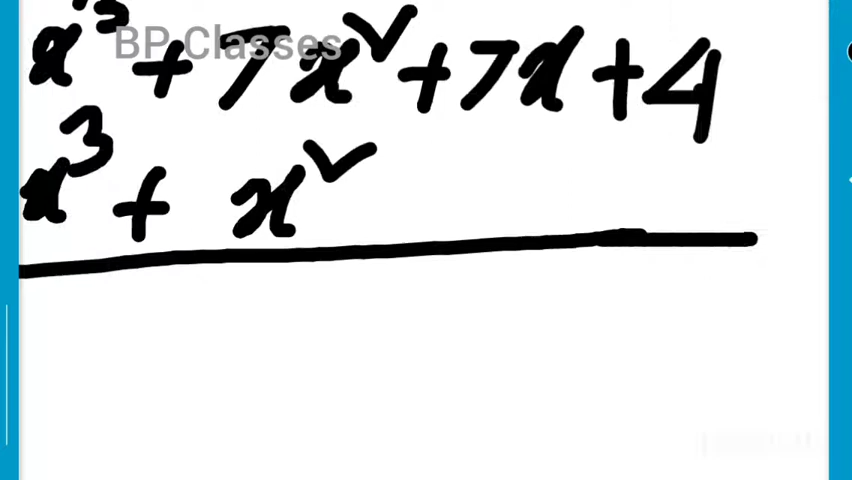 BP Classes
x³ + 7x² + 7x + 4
x³ + x²